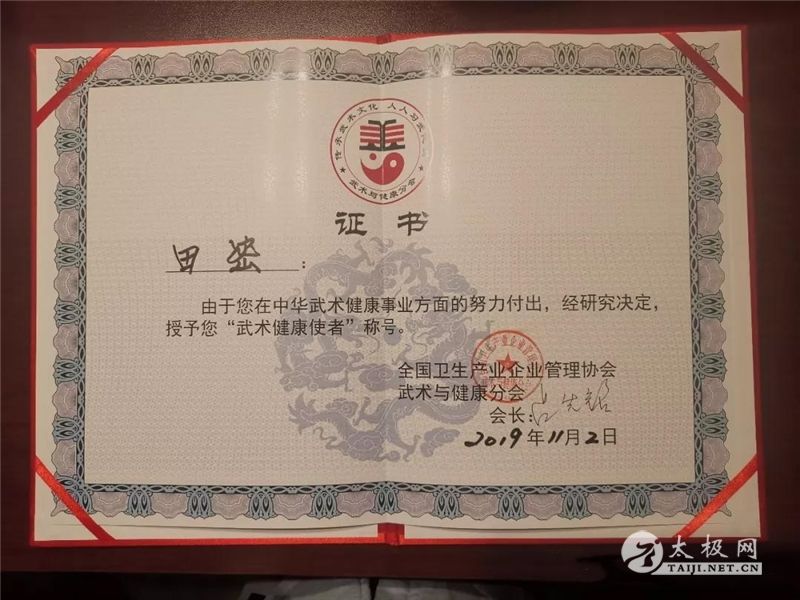 传承武术文化 人人习武
武术与健康分会
证书
田密:
由于您在中华武术健康事业方面的努力付出，经研究决定，
授予您“武术健康使者”称号。
全国卫生产业企业管理协会
武术与健康分会
会长:
2019年11月2日
太极网
TAIJI.NET.CN